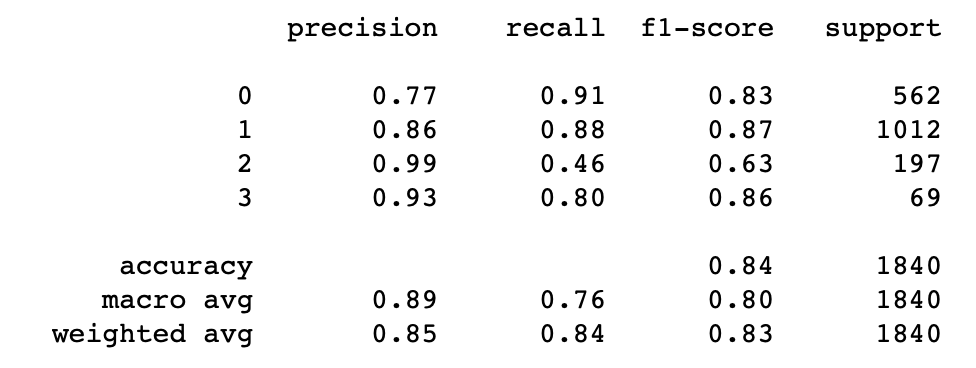 precision recall f1-score support
0 0.77 0.91 0.83 562
1 0.86 0.88 0.87 1012
2 0.99 0.46 0.63 197
3 0.93 0.80 0.86 69
accuracy 0.84 1840
macro avg 0.89 0.76 0.80 1840
weighted avg 0.85 0.84 0.83 1840